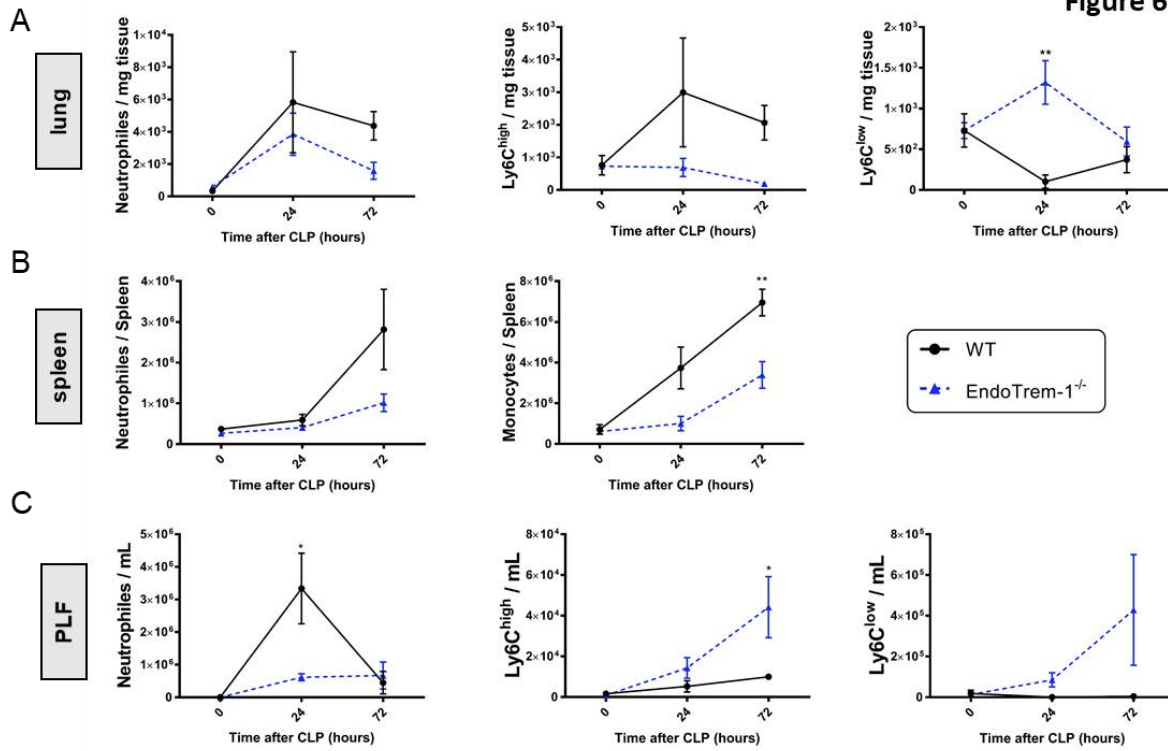 Figure 6
A
lung
Neutrophiles / mg tissue
1×10⁴
8×10³
6×10³
4×10³
2×10³
0
0
24
72
Time after CLP (hours)
Ly6Cʰⁱᵍʰ / mg tissue
5×10³
4×10³
3×10³
2×10³
1×10³
0
0
24
72
Time after CLP (hours)
Ly6Cˡᵒʷ / mg tissue
2×10³
1.5×10³
1×10³
5×10²
0
**
0
24
72
Time after CLP (hours)
B
spleen
Neutrophiles / Spleen
4×10⁶
3×10⁶
2×10⁶
1×10⁶
0
0
24
72
Time after CLP (hours)
Monocytes / Spleen
8×10⁶
6×10⁶
4×10⁶
2×10⁶
0
**
0
24
72
Time after CLP (hours)
WT
EndoTrem-1⁻/⁻
C
PLF
Neutrophiles / mL
5×10⁶
4×10⁶
3×10⁶
2×10⁶
1×10⁶
0
*
0
24
72
Time after CLP (hours)
Ly6Cʰⁱᵍʰ / mL
8×10⁴
6×10⁴
4×10⁴
2×10⁴
0
*
0
24
72
Time after CLP (hours)
Ly6Cˡᵒʷ / mL
8×10⁵
6×10⁵
4×10⁵
2×10⁵
0
0
24
72
Time after CLP (hours)